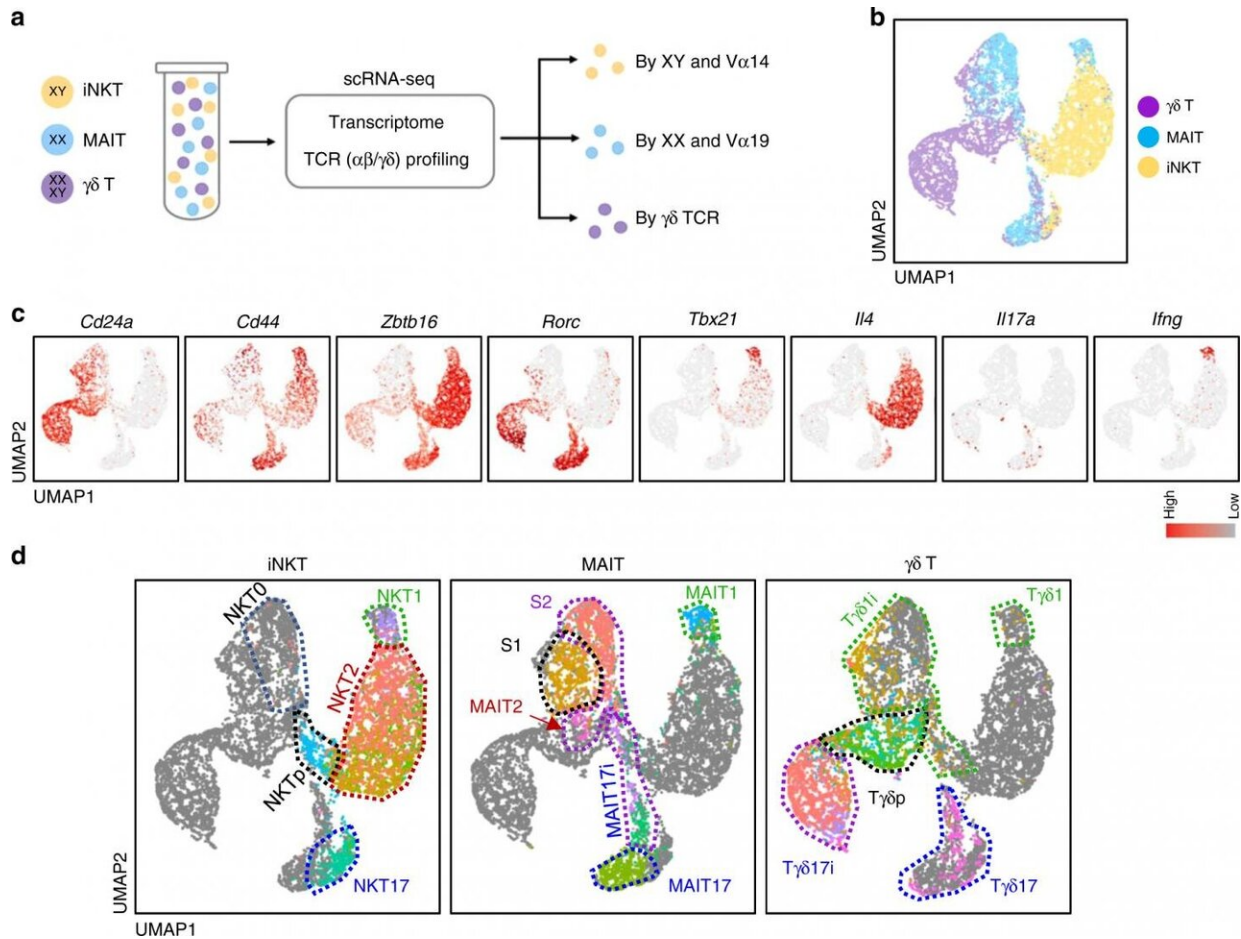 a
XY iNKT
XX MAIT
XX
XY
γδ T
scRNA-seq
Transcriptome
TCR (αβ/γδ) profiling
By XY and Vα14
By XX and Vα19
By γδ TCR
b
γδ T
MAIT
iNKT
UMAP2
UMAP1
c
Cd24a Cd44 Zbtb16 Rorc Tbx21 Il4 Il17a Ifng
UMAP2
UMAP1
High Low
d
iNKT
NKT0
NKT1
NKT2
NKTp
NKT17
UMAP2
UMAP1
MAIT
S2
S1
MAIT1
MAIT2
MAIT17i
MAIT17
γδ T
Tγδ1i
Tγδ1
Tγδp
Tγδ17i
Tγδ17